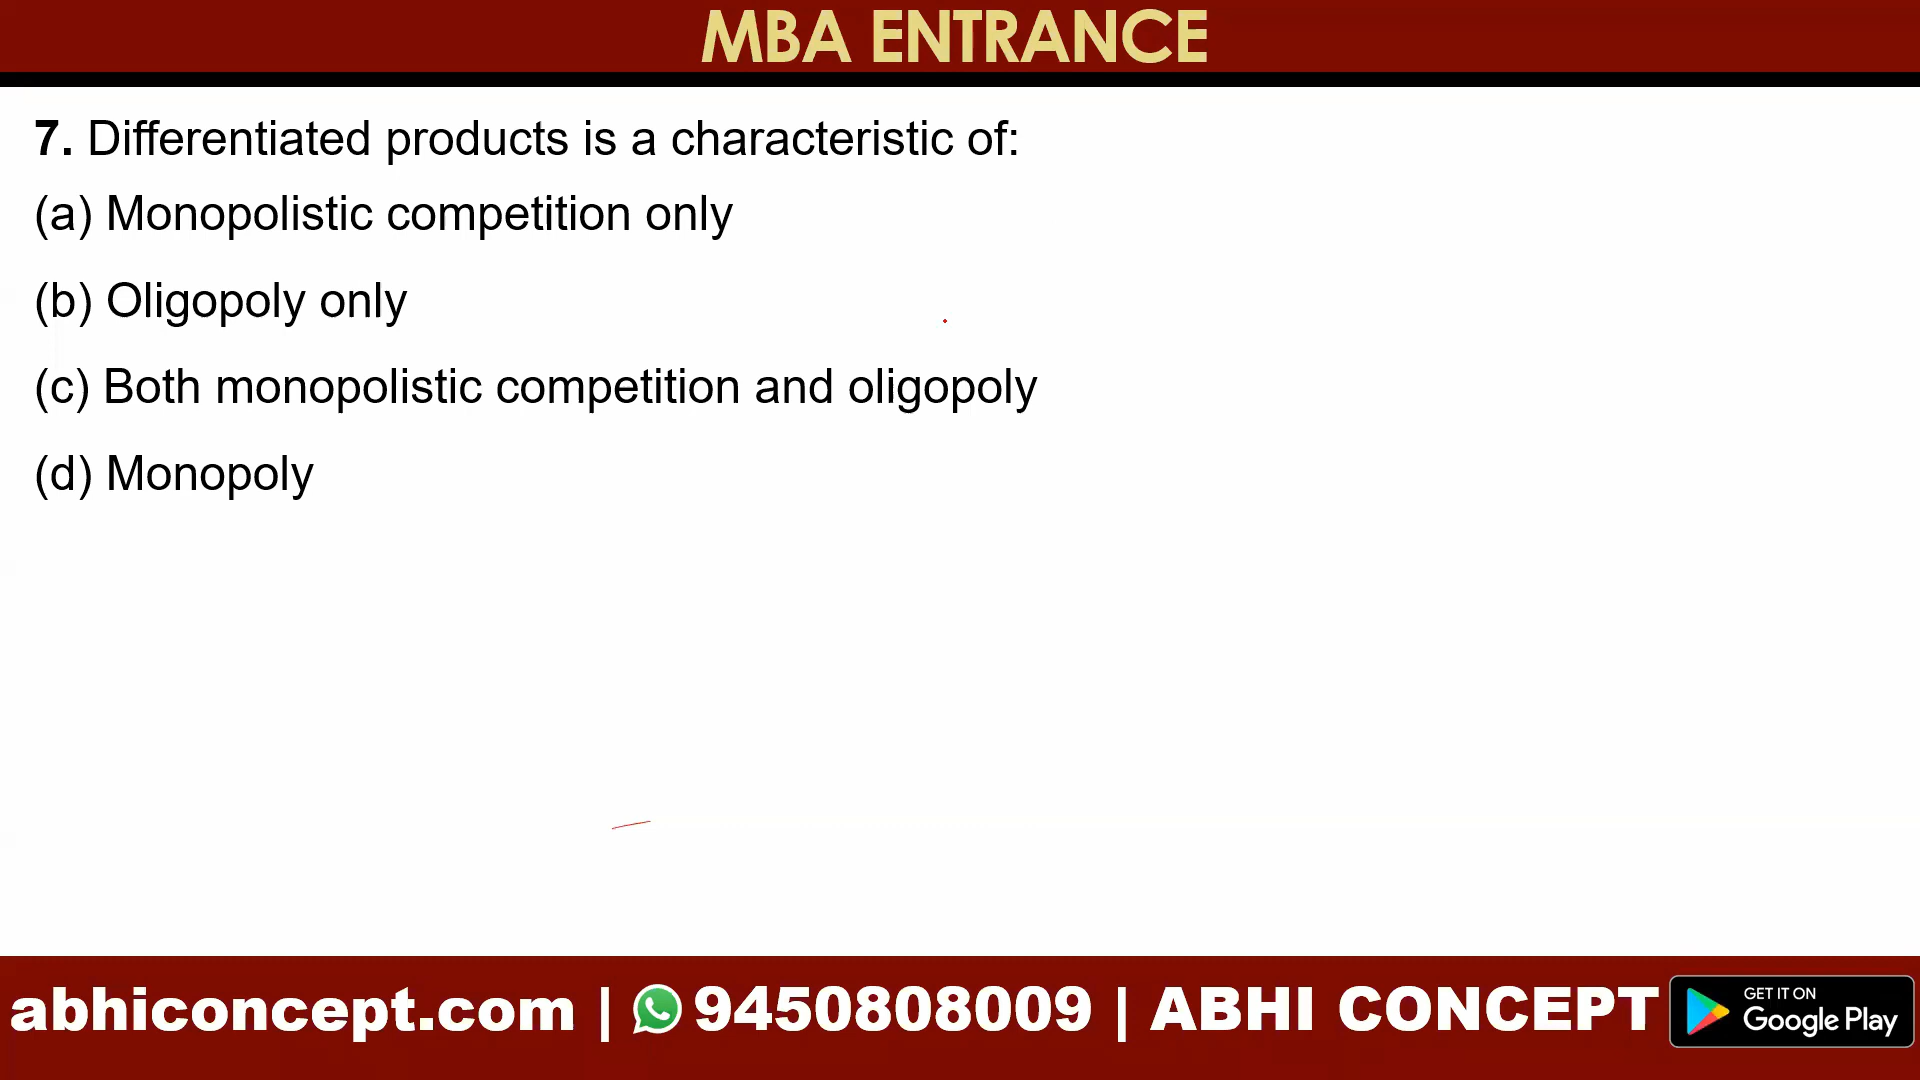 MBA ENTRANCE
7. Differentiated products is a characteristic of:
(a) Monopolistic competition only
(b) Oligopoly only
(c) Both monopolistic competition and oligopoly
(d) Monopoly
abhiconcept.com | 9450808009 | ABHI CONCEPT
GET IT ON
Google Play